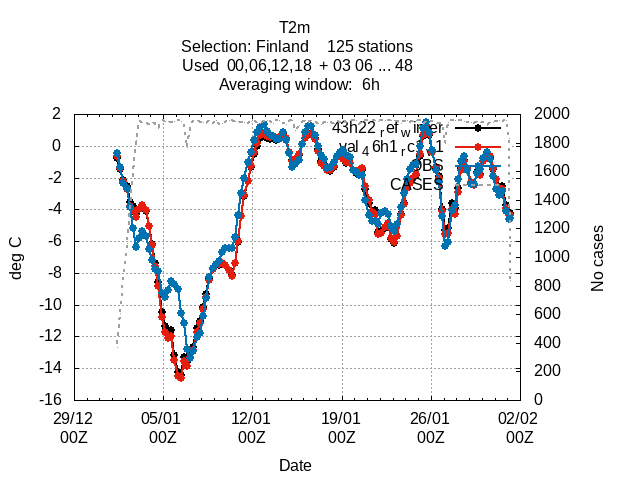 T2m
Selection: Finland 125 stations
Used 00,06,12,18 + 03 06 ... 48
Averaging window: 6h
2
0
-2
-4
-6
-8
-10
-12
-14
-16
deg C
2000
1800
1600
1400
1200
1000
800
600
400
200
0
No cases
43h22_ref_winter
val_46h1_rc1
OBS
CASES
29/12 05/01 12/01 19/01 26/01 02/02
00Z 00Z 00Z 00Z 00Z 00Z
Date